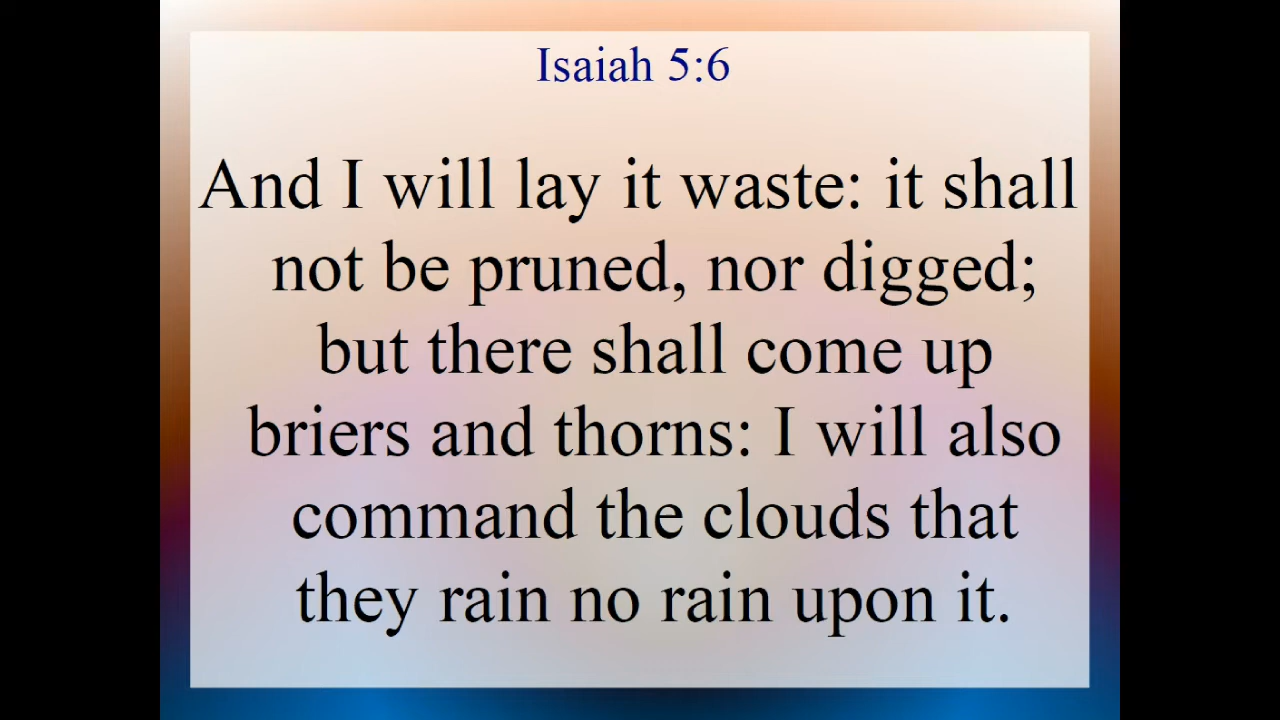 Isaiah 5:6
And I will lay it waste: it shall
not be pruned, nor digged;
but there shall come up
briers and thorns: I will also
command the clouds that
they rain no rain upon it.